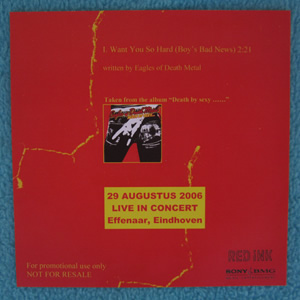 1. Want You So Hard (Boy's Bad News) 2:21
written by Eagles of Death Metal
Taken from the album "Death by sexy ......."
29 AUGUSTUS 2006
LIVE IN CONCERT
Effenaar, Eindhoven
RED INK
SONY BMG
For promotional use only
NOT FOR RESALE